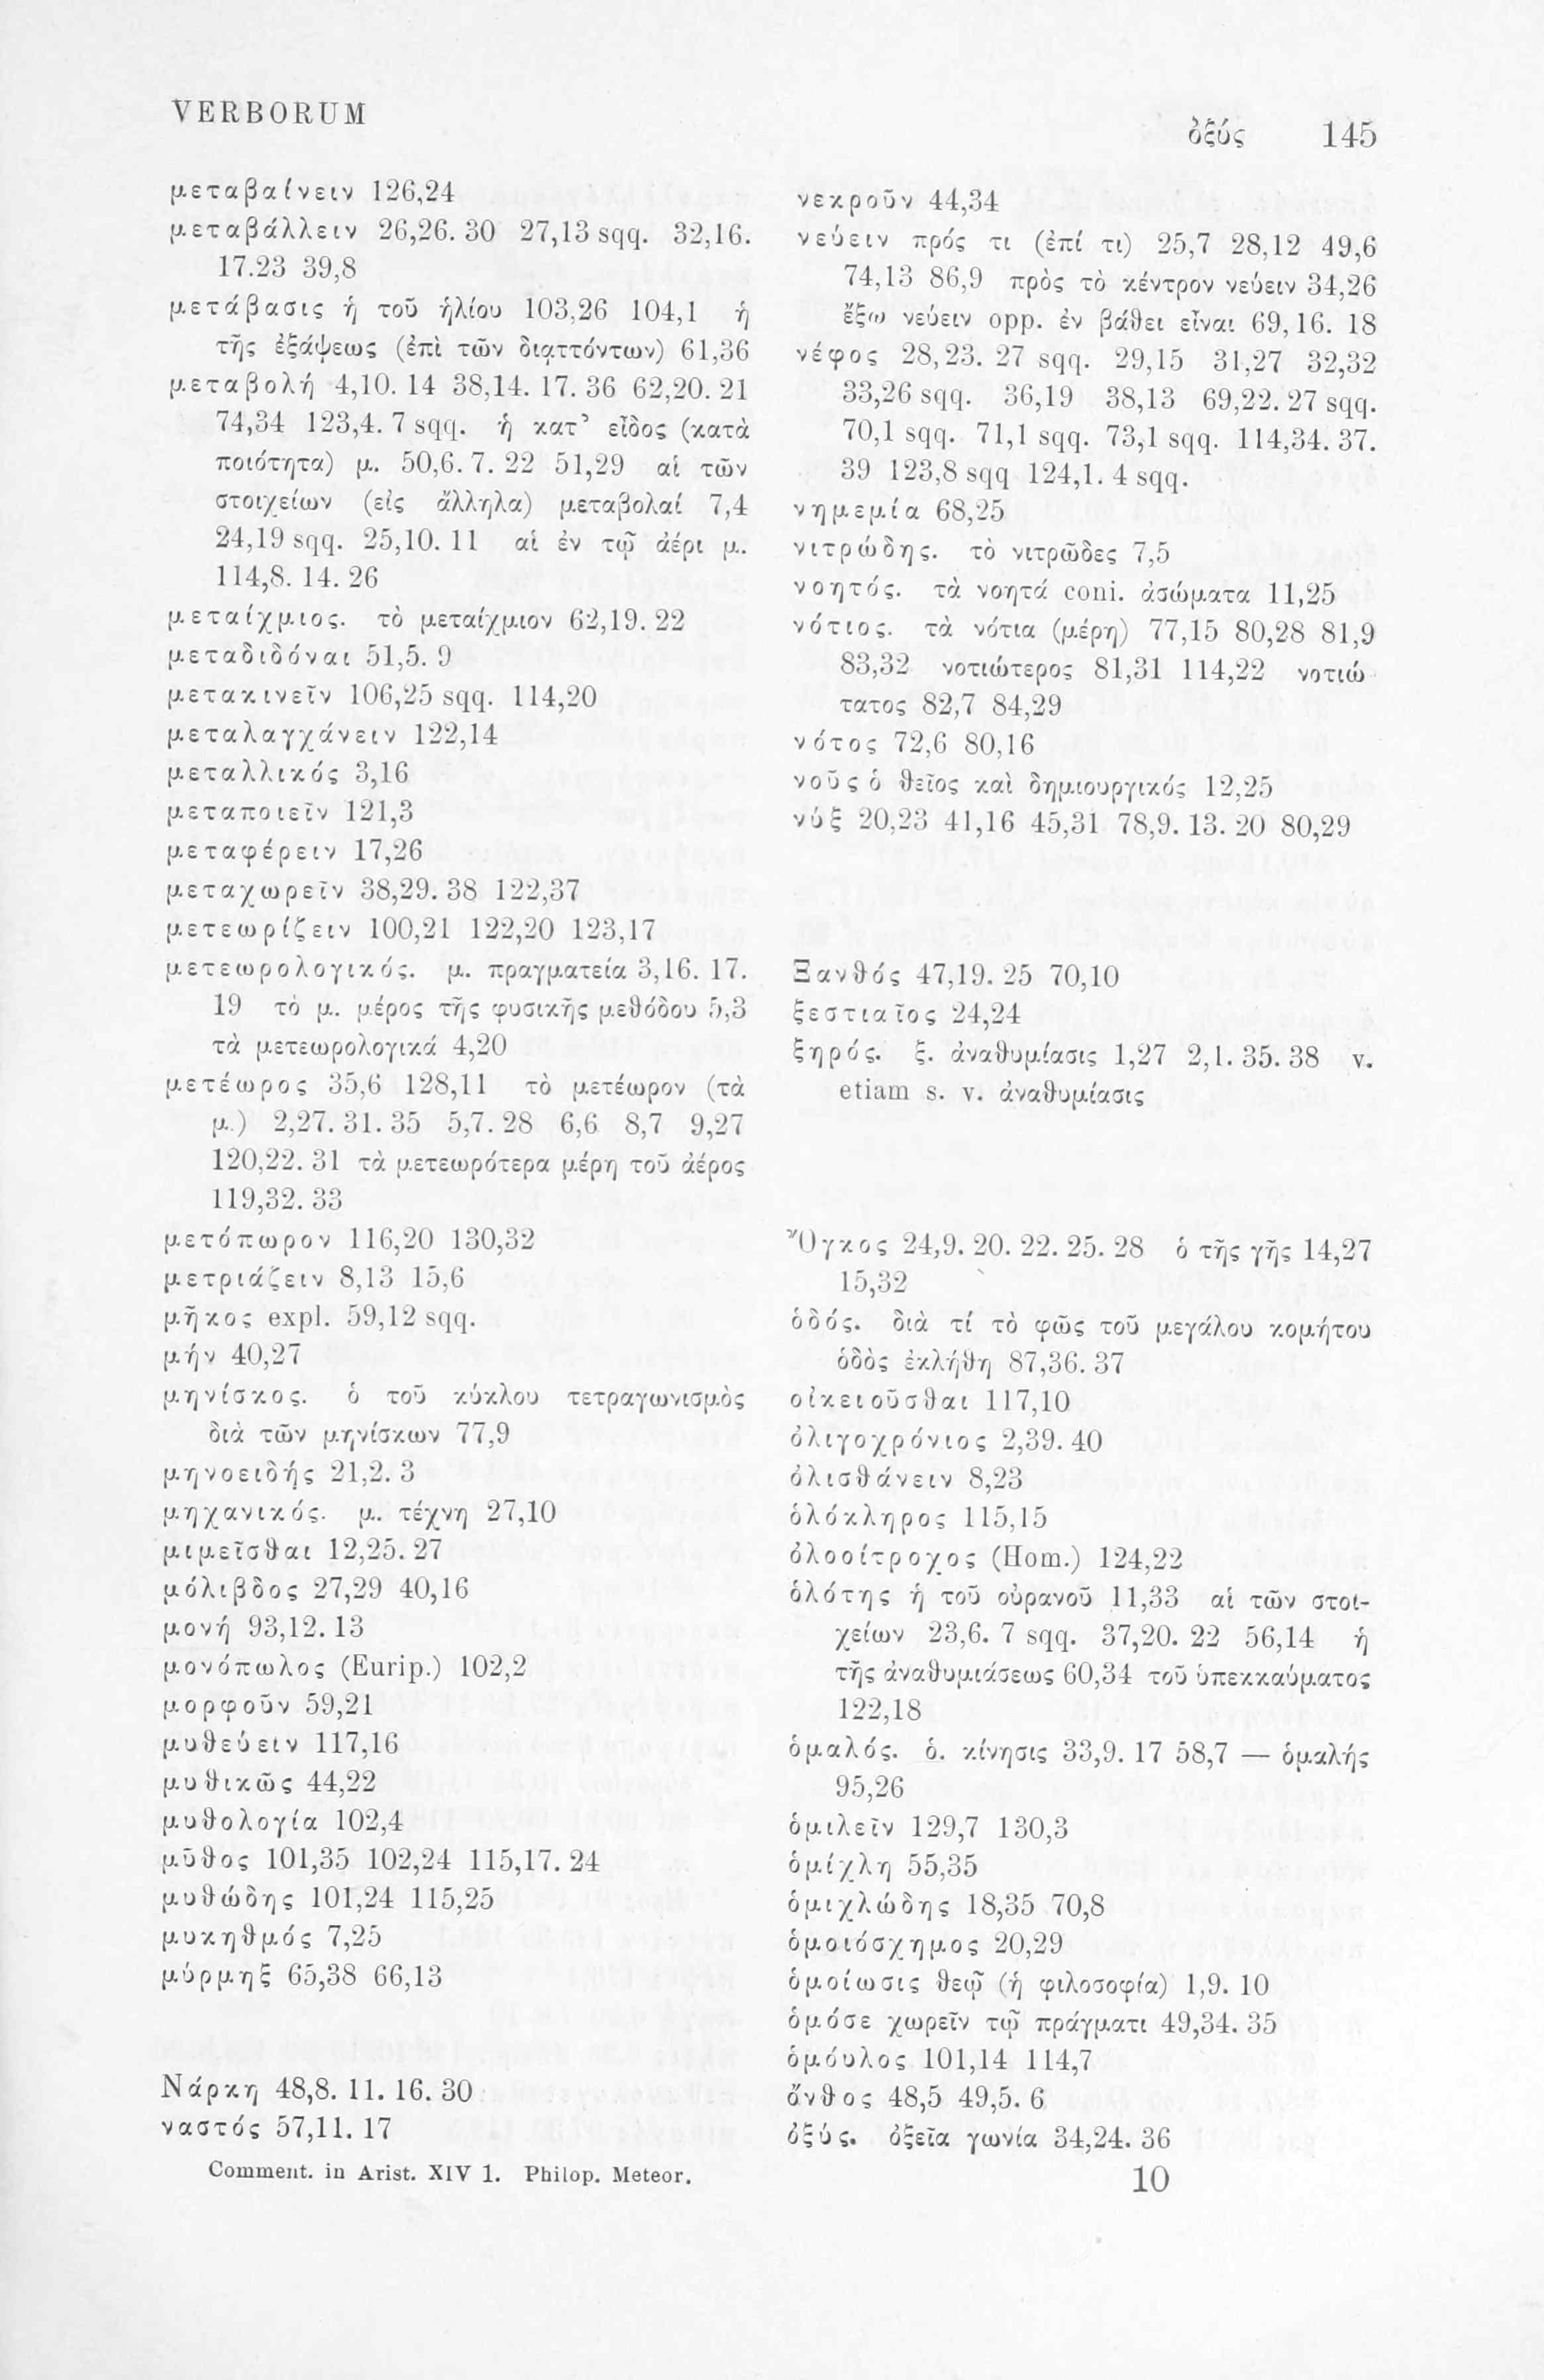 VERBORUM
ὀξύς 145
μεταβαίνειν 126,24
μεταβάλλειν 26,26. 30 27,13 sqq. 32,16.
17.23 39,8
μετάβασις ἡ τοῦ ἡλίου 103,26 104,1 ἡ
τῆς ἐξάψεως (ἐπὶ τῶν διᾳττόντων) 61,36
μεταβολή 4,10. 14 38,14. 17. 36 62,20. 21
74,34 123,4. 7 sqq. ἡ κατ’ εἶδος (κατὰ
ποιότητα) μ. 50,6. 7. 22 51,29 αἱ τῶν
στοιχείων (εἰς ἄλληλα) μεταβολαί 7,4
24,19 sqq. 25,10. 11 αἱ ἐν τῷ ἀέρι μ.
114,8. 14. 26
μεταίχμιος. τὸ μεταίχμιον 62,19. 22
μεταδιδόναι 51,5. 9
μετακινεῖν 106,25 sqq. 114,20
μεταλαγχάνειν 122,14
μεταλλικός 3,16
μεταποιεῖν 121,3
μεταφέρειν 17,26
μεταχωρεῖν 38,29. 38 122,37
μετεωρίζειν 100,21 122,20 123,17
μετεωρολογικός. μ. πραγματεία 3,16. 17.
19 τὸ μ. μέρος τῆς φυσικῆς μεθόδου 5,3
τὰ μετεωρολογικά 4,20
μετέωρος 35,6 128,11 τὸ μετέωρον (τὰ
μ.) 2,27. 31. 35 5,7. 28 6,6 8,7 9,27
120,22. 31 τὰ μετεωρότερα μέρη τοῦ ἀέρος
119,32. 33
μετόπωρον 116,20 130,32
μετριάζειν 8,13 15,6
μῆκος expl. 59,12 sqq.
μήν 40,27
μηνίσκος. ὁ τοῦ κύκλου τετραγωνισμὸς
διὰ τῶν μηνίσκων 77,9
μηνοειδής 21,2. 3
μηχανικός. μ. τέχνη 27,10
μιμεῖσθαι 12,25. 27
μόλιβδος 27,29 40,16
μονή 93,12. 13
μονόπωλος (Eurip.) 102,2
μορφοῦν 59,21
μυθεύειν 117,16
μυθικῶς 44,22
μυθολογία 102,4
μῦθος 101,35 102,24 115,17. 24
μυθώδης 101,24 115,25
μυκηθμός 7,25
μύρμηξ 65,38 66,13
Νάρκη 48,8. 11. 16. 30
ναστός 57,11. 17
νεκροῦν 44,34
νεύειν πρός τι (ἐπί τι) 25,7 28,12 49,6
74,13 86,9 πρὸς τὸ κέντρον νεύειν 34,26
ἔξω νεύειν opp. ἐν βάθει εἶναι 69,16. 18
νέφος 28,23. 27 sqq. 29,15 31,27 32,32
33,26 sqq. 36,19 38,13 69,22. 27 sqq.
70,1 sqq. 71,1 sqq. 73,1 sqq. 114,34. 37.
39 123,8 sqq 124,1. 4 sqq.
νημεμία 68,25
νιτρώδης. τὸ νιτρῶδες 7,5
νοητός. τὰ νοητά coni. ἀσώματα 11,25
νότιος. τὰ νότια (μέρη) 77,15 80,28 81,9
83,32 νοτιώτερος 81,31 114,22 νοτιώ
τατος 82,7 84,29
νότος 72,6 80,16
νοῦς ὁ θεῖος καὶ δημιουργικός 12,25
νύξ 20,23 41,16 45,31 78,9. 13. 20 80,29
Ξανθός 47,19. 25 70,10
ξεστιαῖος 24,24
ξηρός. ξ. ἀναθυμίασις 1,27 2,1. 35. 38 v.
etiam s. v. ἀναθυμίασις
Ὄγκος 24,9. 20. 22. 25. 28 ὁ τῆς γῆς 14,27
15,32
ὁδός. διὰ τί τὸ φῶς τοῦ μεγάλου κομήτου
ὁδὸς ἐκλήθη 87,36. 37
οἰκειοῦσθαι 117,10
ὀλιγοχρόνιος 2,39. 40
ὀλισθάνειν 8,23
ὁλόκληρος 115,15
ὀλοοίτροχος (Hom.) 124,22
ὁλότης ἡ τοῦ οὐρανοῦ 11,33 αἱ τῶν στοι-
χείων 23,6. 7 sqq. 37,20. 22 56,14 ἡ
τῆς ἀναθυμιάσεως 60,34 τοῦ ὑπεκκαύματος
122,18
ὁμαλός. ὁ. κίνησις 33,9. 17 58,7 — ὁμαλής
95,26
ὁμιλεῖν 129,7 130,3
ὁμίχλη 55,35
ὁμιχλώδης 18,35 70,8
ὁμοιόσχημος 20,29
ὁμοίωσις θεῷ (ἡ φιλοσοφία) 1,9. 10
ὁμόσε χωρεῖν τῷ πράγματι 49,34. 35
ὁμόυλος 101,14 114,7
ὄνθος 48,5 49,5. 6
ὀξύς. ὀξεῖα γωνία 34,24. 36
Comment. in Arist. XIV 1. Philop. Meteor.
10